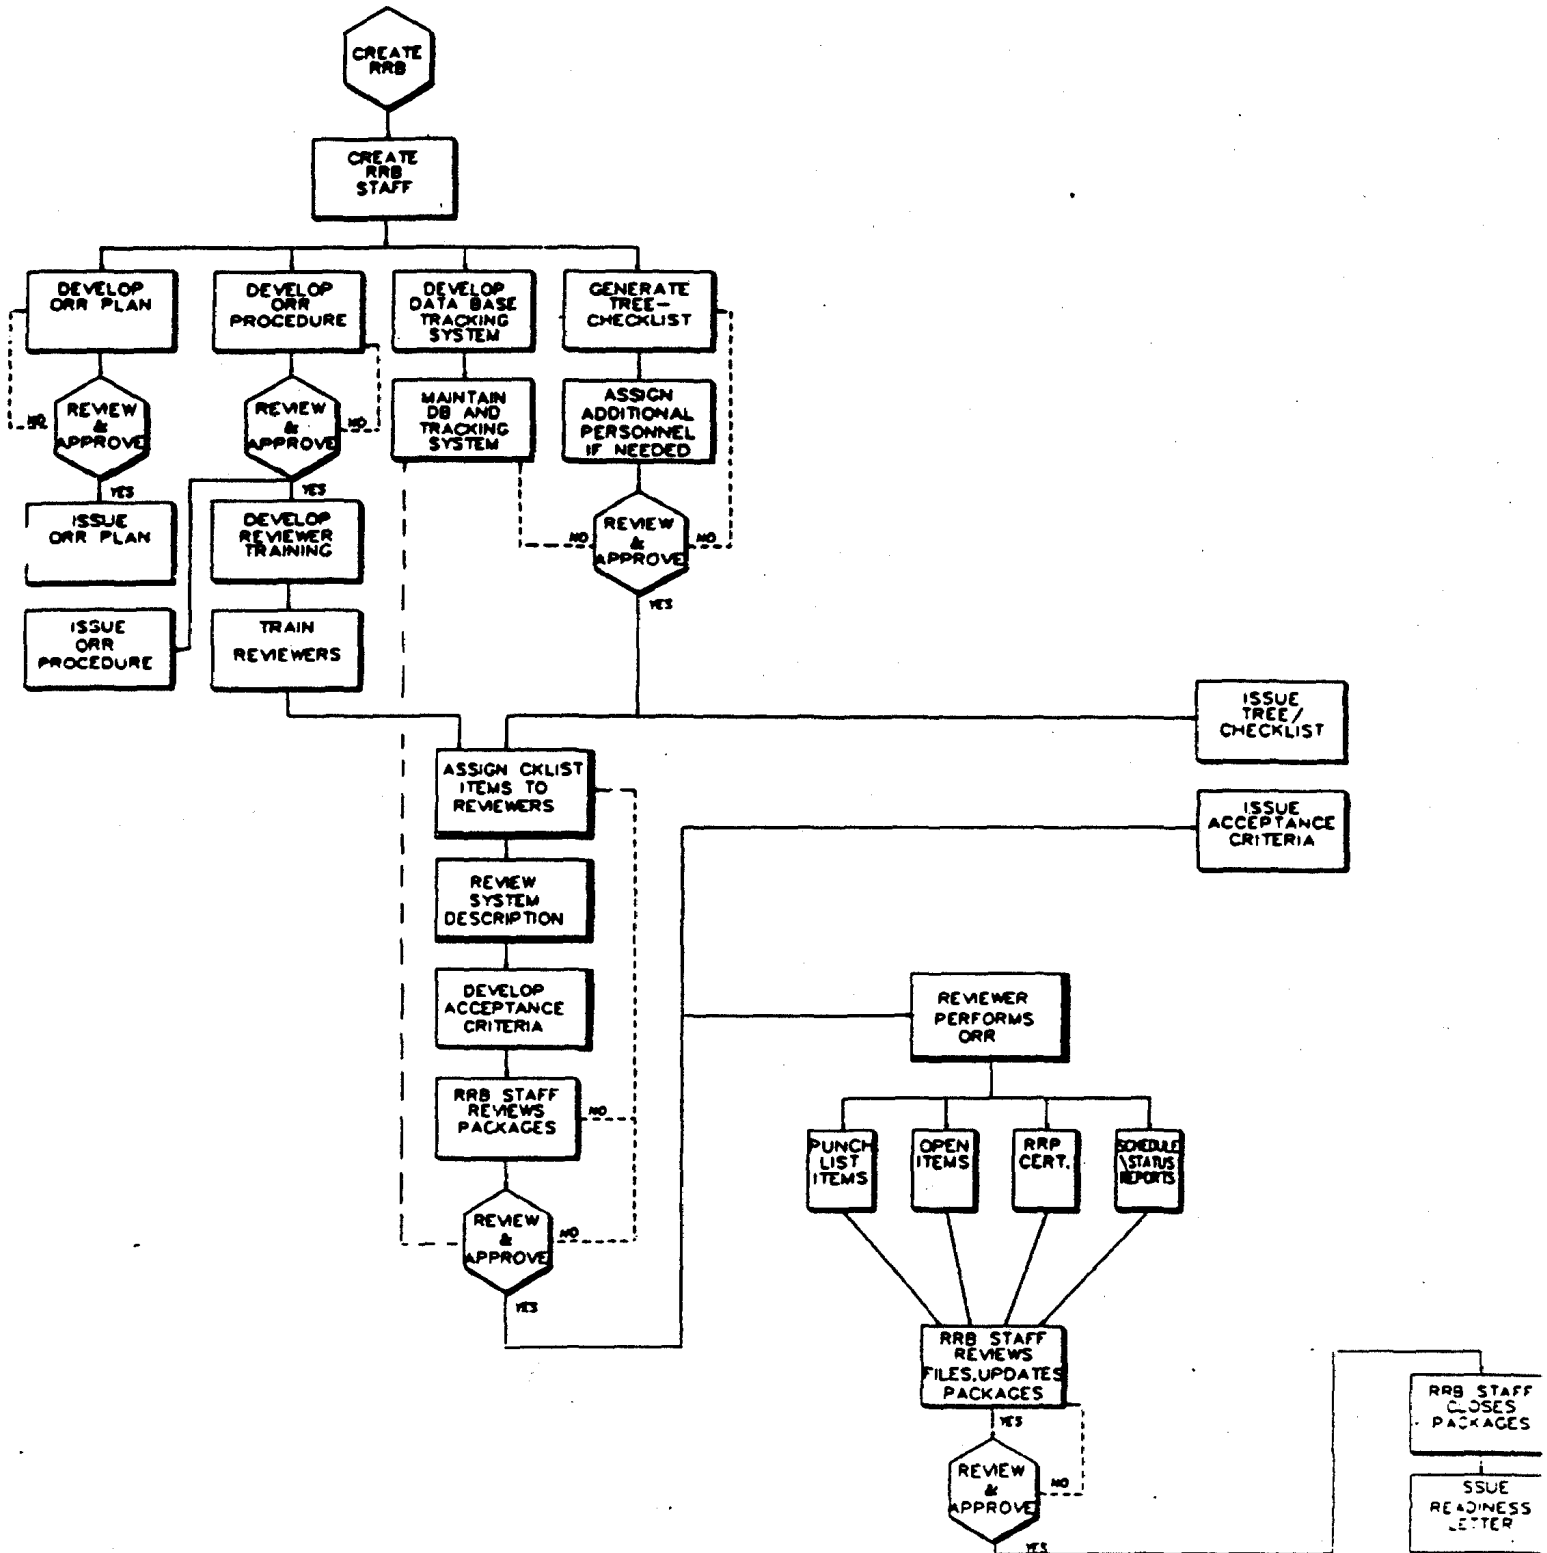 CREATE
RRB
CREATE
RRB
STAFF
DEVELOP
ORR PLAN
DEVELOP
ORR
PROCEDURE
DEVELOP
DATA BASE
TRACKING
SYSTEM
GENERATE
TREE-
CHECKLIST
REVIEW
&
APPROVE
NO
YES
REVIEW
&
APPROVE
NO
YES
MAINTAIN
DB AND
TRACKING
SYSTEM
ASSIGN
ADDITIONAL
PERSONNEL
IF NEEDED
ISSUE
ORR PLAN
DEVELOP
REVIEWER
TRAINING
NO
REVIEW
&
APPROVE
NO
YES
ISSUE
ORR
PROCEDURE
TRAIN
REVIEWERS
ISSUE
TREE/
CHECKLIST
ASSIGN CKLIST
ITEMS TO
REVIEWERS
ISSUE
ACCEPTANCE
CRITERIA
REVIEW
SYSTEM
DESCRIPTION
DEVELOP
ACCEPTANCE
CRITERIA
REVIEWER
PERFORMS
ORR
RRB STAFF
REVIEWS
PACKAGES
NO
PUNCH
LIST
ITEMS
OPEN
ITEMS
RRP
CERT.
SCHEDULE
\STATUS
REPORTS
REVIEW
&
APPROVE
NO
YES
RRB STAFF
REVIEWS
FILES,UPDATES
PACKAGES
YES
REVIEW
&
APPROVE
NO
YES
RRB STAFF
CLOSES
PACKAGES
SSUE
READINESS
LETTER